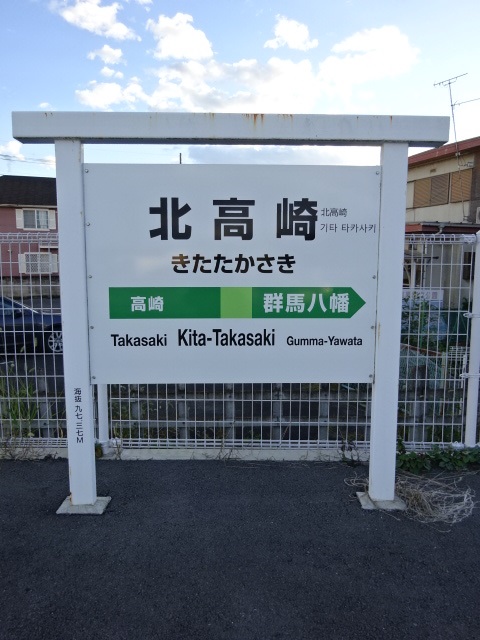 北高崎
北高崎
기타 타카사키
きたたかさき
高崎 群馬八幡
Takasaki Kita-Takasaki Gumma-Yawata
海抜 九七.三七M